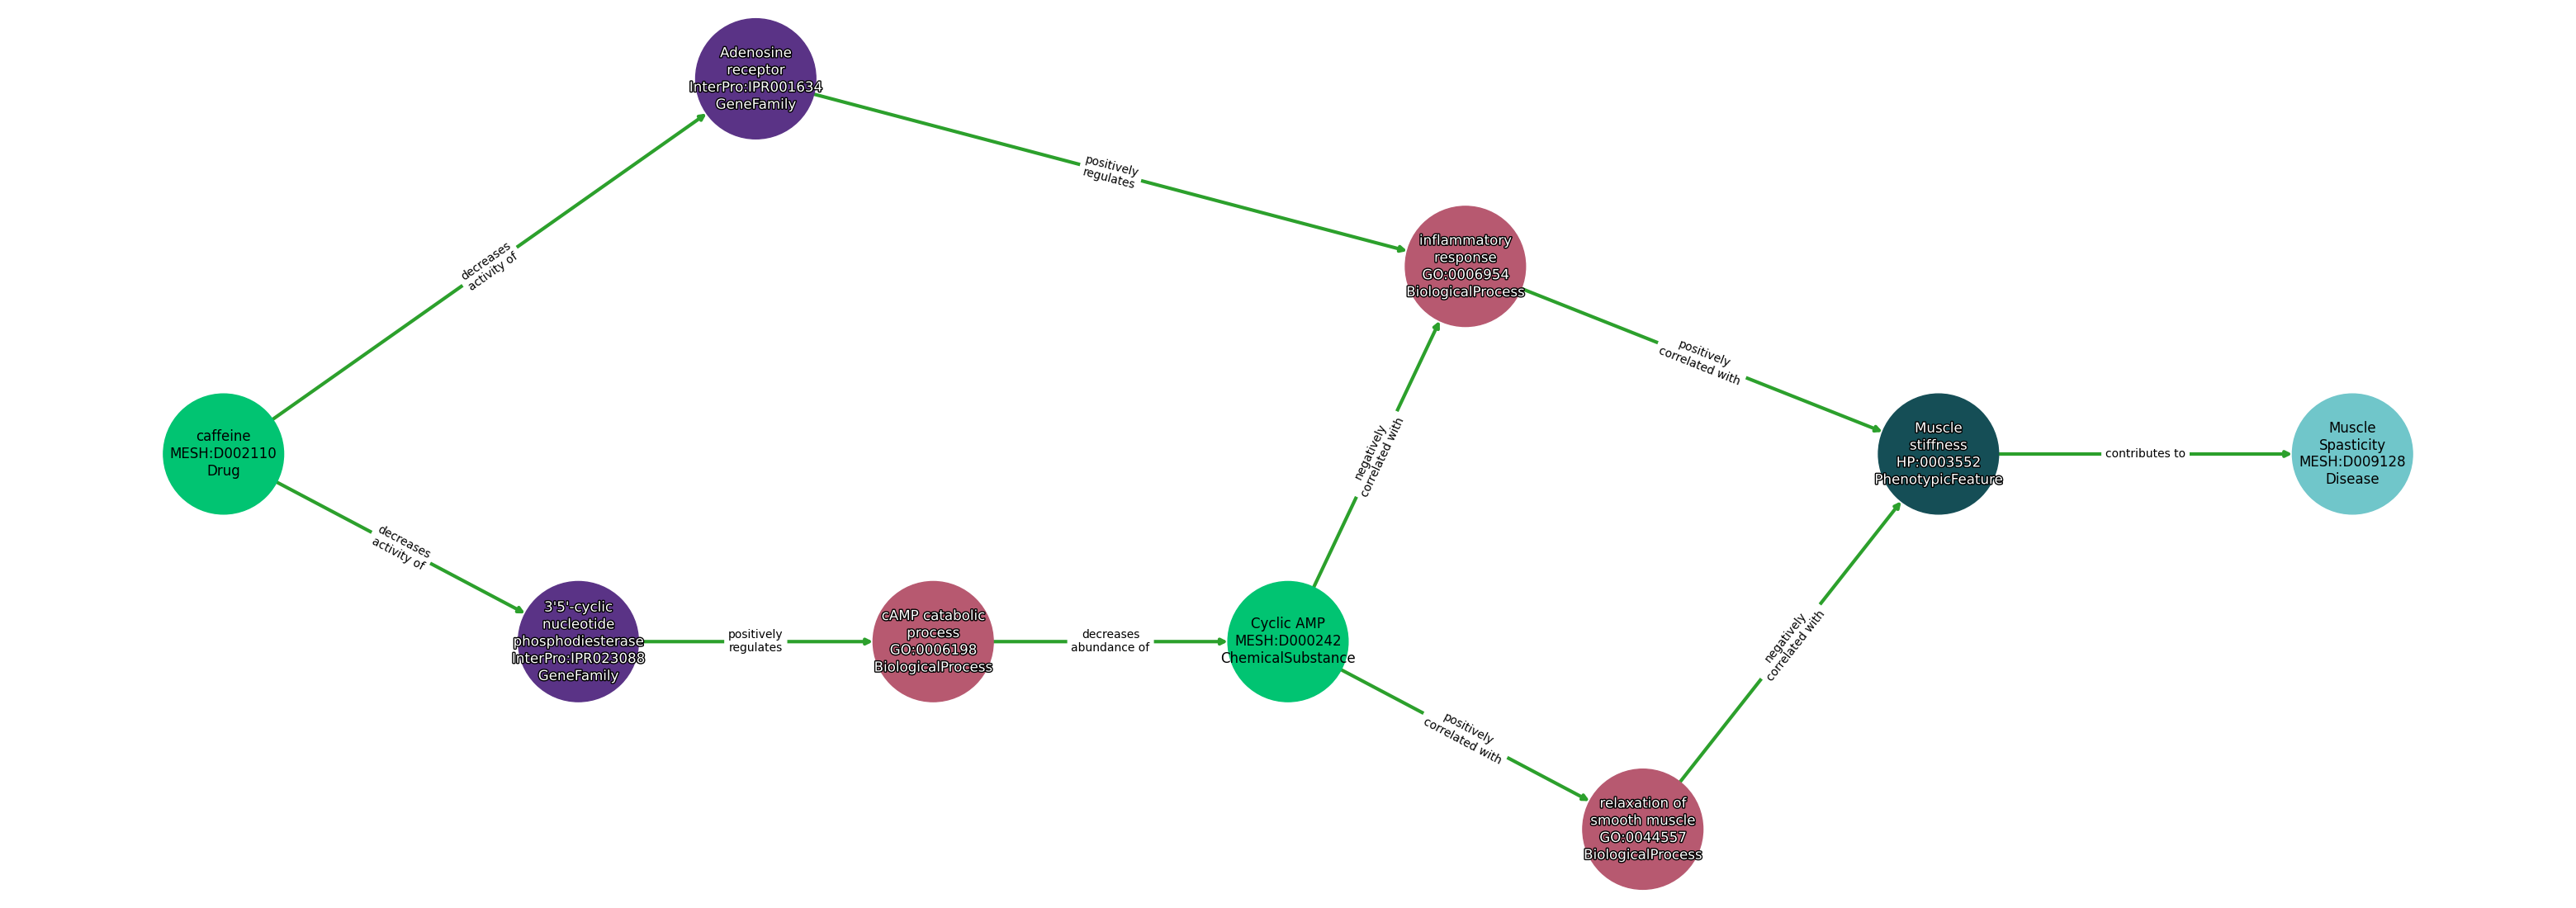 Adenosine
receptor
InterPro:IPR001634
GeneFamily
positively
regulates
decreases
activity of
inflammatory
response
GO:0006954
BiologicalProcess
positively
correlated with
caffeine
MESH:D002110
Drug
negatively
correlated with
Muscle
stiffness
HP:0003552
PhenotypicFeature
contributes to
Muscle
Spasticity
MESH:D009128
Disease
decreases
activity of
3'5'-cyclic
nucleotide
phosphodiesterase
InterPro:IPR023088
GeneFamily
positively
regulates
cAMP catabolic
process
GO:0006198
BiologicalProcess
decreases
abundance of
Cyclic AMP
MESH:D000242
ChemicalSubstance
negatively
correlated with
positively
correlated with
relaxation of
smooth muscle
GO:0044557
BiologicalProcess